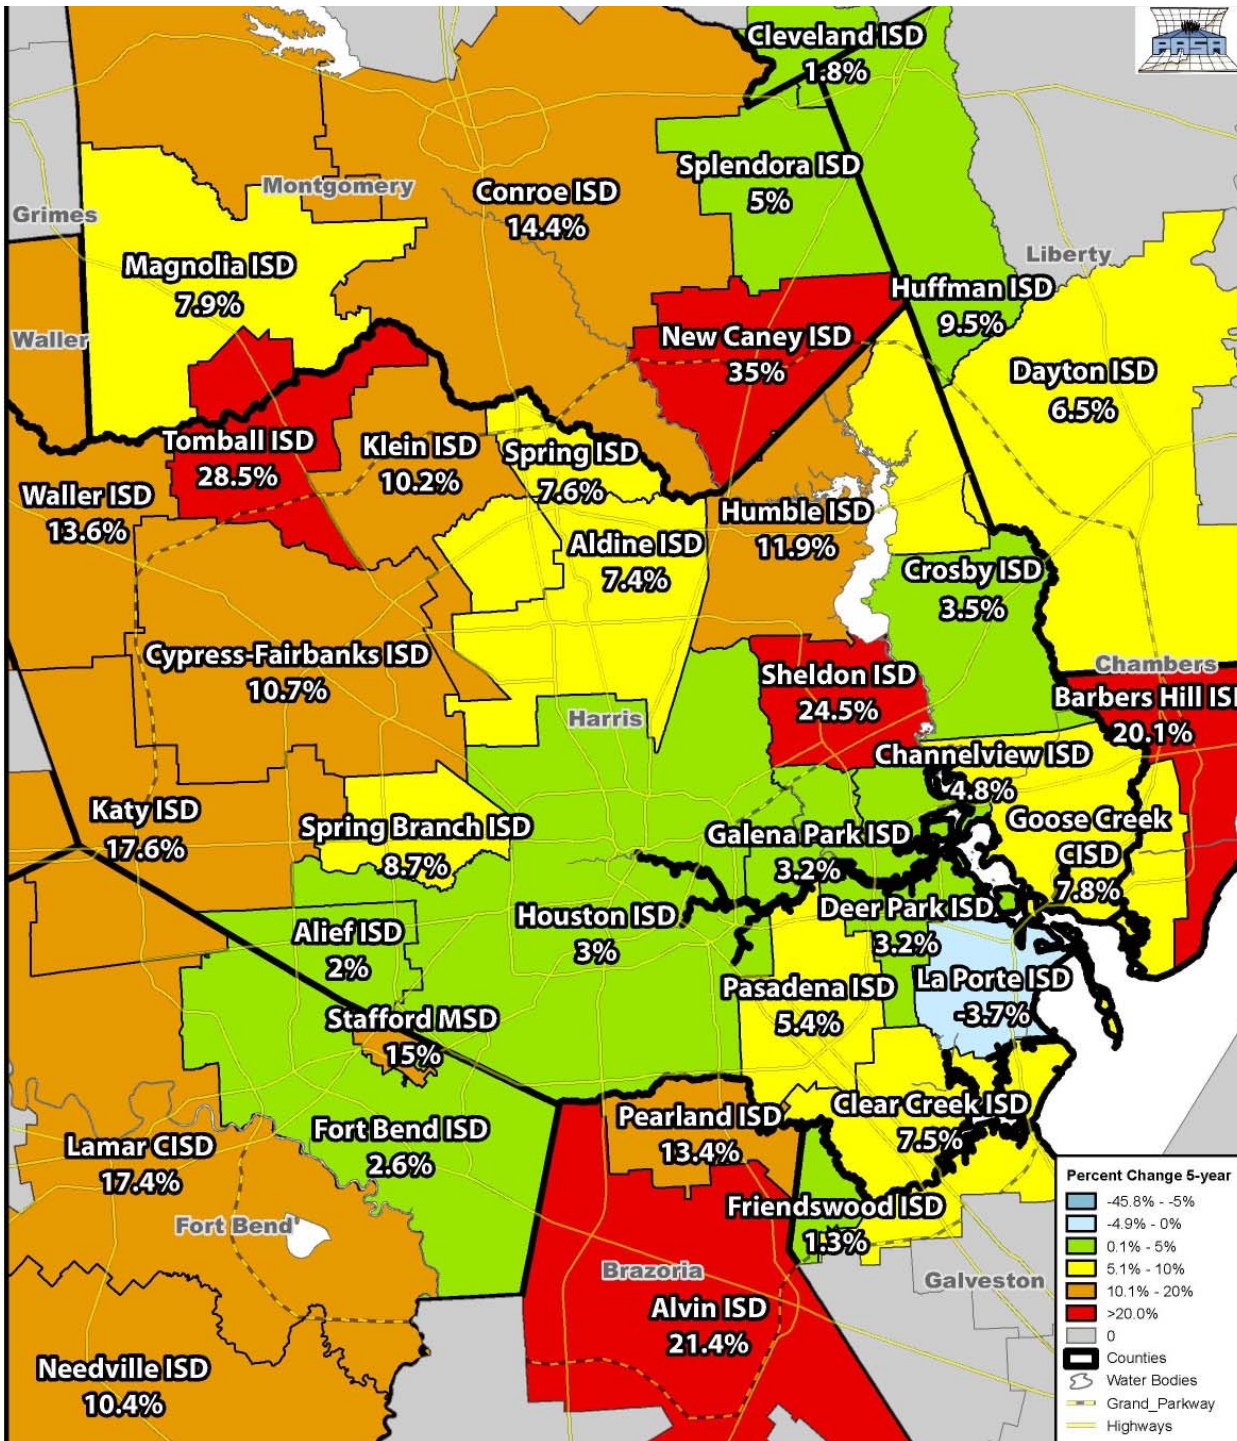 Cleveland ISD
1.8%
PASA
Splendora ISD
5%
Montgomery
Conroe ISD
14.4%
Grimes
Magnolia ISD
7.9%
Liberty
Huffman ISD
9.5%
Waller
New Caney ISD
35%
Dayton ISD
6.5%
Tomball ISD
28.5%
Klein ISD
10.2%
Spring ISD
7.6%
Waller ISD
13.6%
Humble ISD
11.9%
Aldine ISD
7.4%
Crosby ISD
3.5%
Cypress-Fairbanks ISD
10.7%
Sheldon ISD
24.5%
Chambers
Barbers Hill ISD
20.1%
Harris
Channelview ISD
4.8%
Katy ISD
17.6%
Spring Branch ISD
8.7%
Galena Park ISD
3.2%
Goose Creek
CISD
7.8%
Houston ISD
3%
Deer Park ISD
3.2%
Alief ISD
2%
Pasadena ISD
5.4%
La Porte ISD
-3.7%
Stafford MSD
15%
Clear Creek ISD
7.5%
Pearland ISD
13.4%
Fort Bend ISD
2.6%
Lamar CISD
17.4%
Friendswood ISD
1.3%
Fort Bend'
Brazoria
Galveston
Alvin ISD
21.4%
Needville ISD
10.4%
Percent Change 5-year
-45.8% - -5%
-4.9% - 0%
0.1% - 5%
5.1% - 10%
10.1% - 20%
>20.0%
0
Counties
Water Bodies
Grand_Parkway
Highways